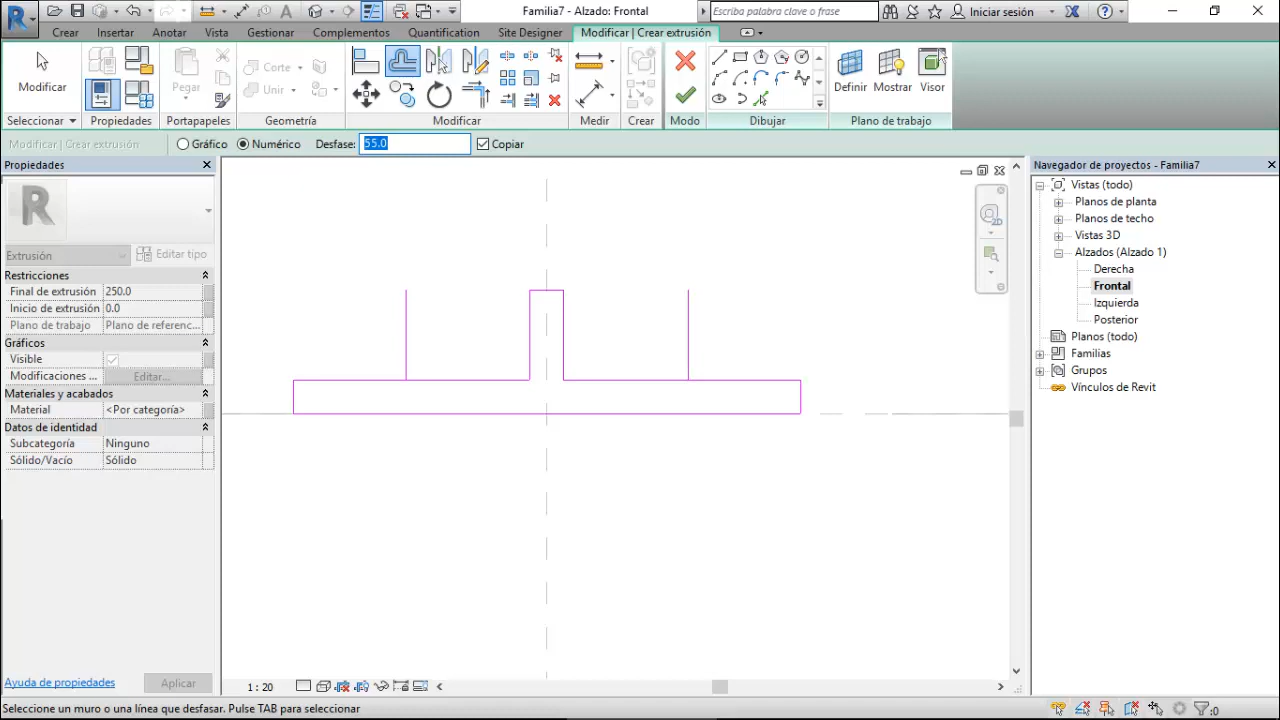 Familia7 - Alzado: Frontal
Escriba palabra clave o frase
Iniciar sesión
Crear
Insertar
Anotar
Vista
Gestionar
Complementos
Quantification
Site Designer
Modificar | Crear extrusión
Modificar
Pegar
Corte
Unir
Definir
Mostrar
Visor
Seleccionar
Propiedades
Portapapeles
Geometría
Modificar
Medir
Crear
Modo
Dibujar
Plano de trabajo
Modificar | Crear extrusión
Gráfico
Numérico
Desfase:
55.0
Copiar
Propiedades
R
Extrusión
Editar tipo
Restricciones
Final de extrusión 250.0
Inicio de extrusión 0.0
Plano de trabajo Plano de referenc...
Gráficos
Visible
Modificaciones ... Editar...
Materiales y acabados
Material <Por categoría>
Datos de identidad
Subcategoría Ninguno
Sólido/Vacío Sólido
Ayuda de propiedades
Aplicar
2D
1 : 20
Navegador de proyectos - Familia7
Vistas (todo)
Planos de planta
Planos de techo
Vistas 3D
Alzados (Alzado 1)
Derecha
Frontal
Izquierda
Posterior
Planos (todo)
Familias
Grupos
Vínculos de Revit
Seleccione un muro o una línea que desfasar. Pulse TAB para seleccionar
:0